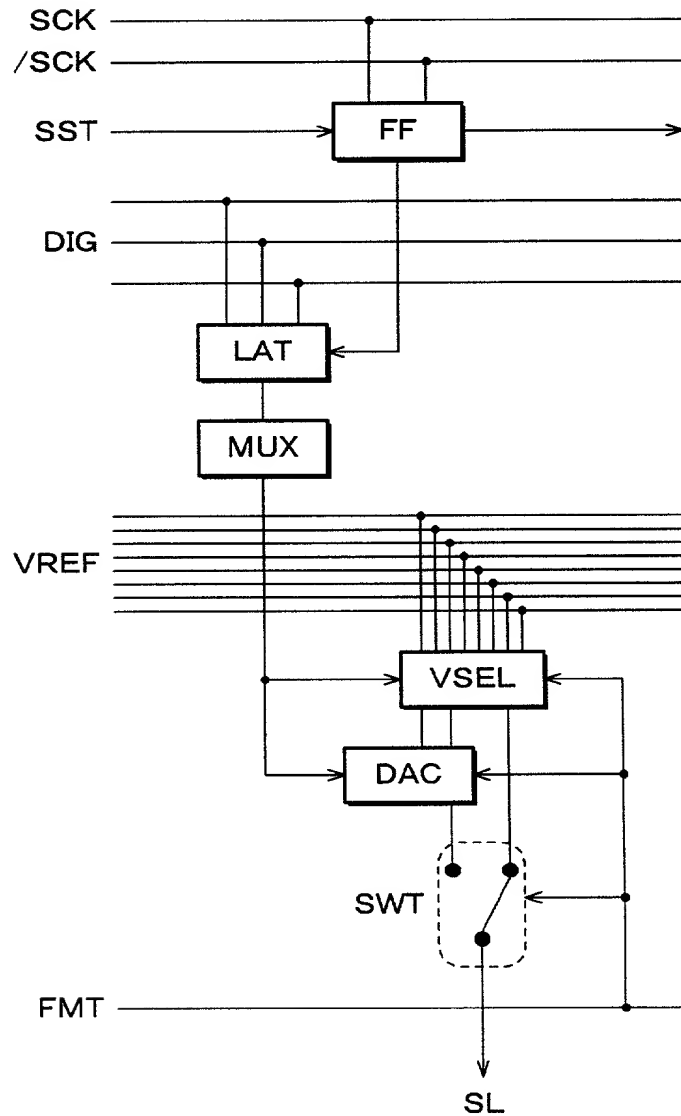 SCK
/SCK
SST
FF
DIG
LAT
MUX
VREF
VSEL
DAC
SWT
FMT
SL